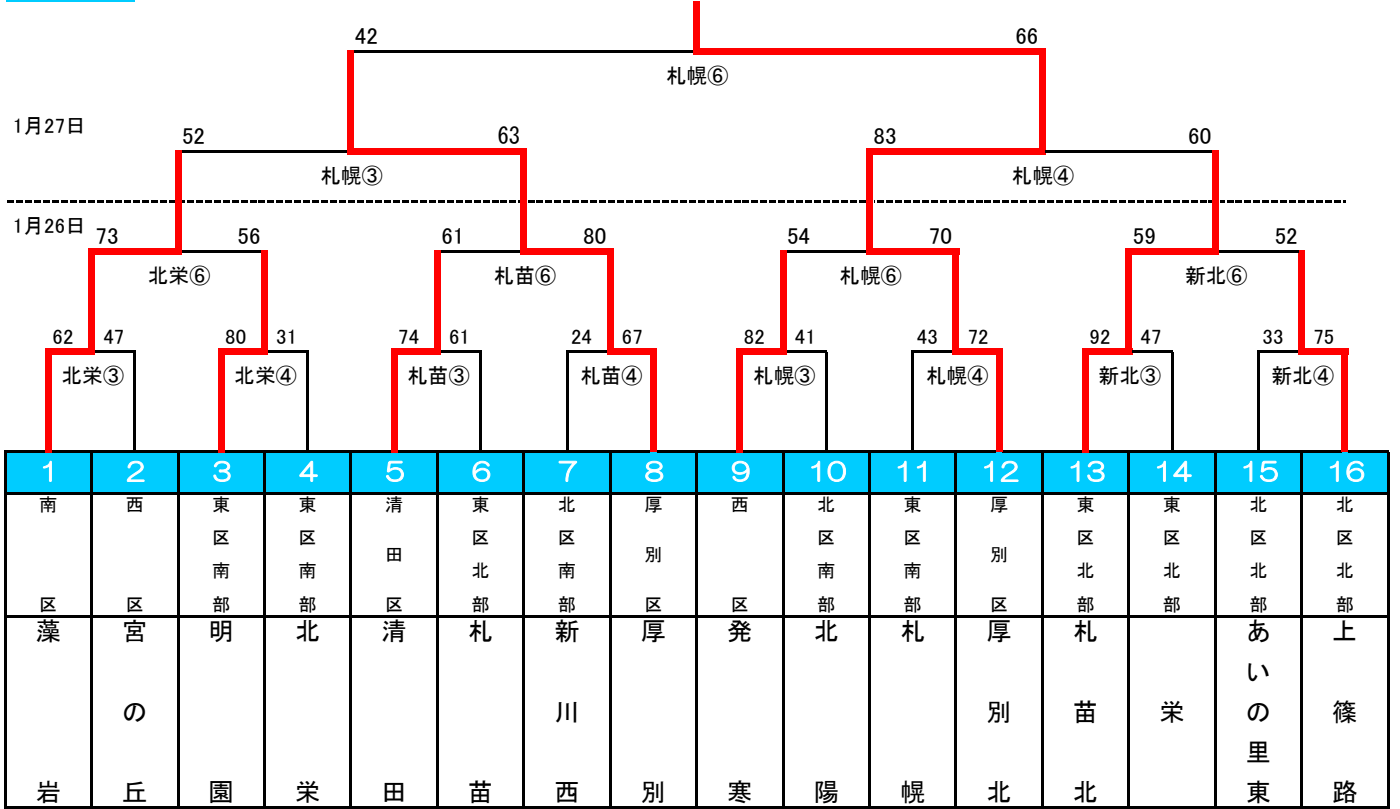 42 66
札幌⑥
1月27日
52 63 83 60
札幌③ 札幌④
1月26日
73 56 61 80 54 70 59 52
北栄⑥ 札苗⑥ 札幌⑥ 新北⑥
62 47 80 31 74 61 24 67 82 41 43 72 92 47 33 75
北栄③ 北栄④ 札苗③ 札苗④ 札幌③ 札幌④ 新北③ 新北④
1 2 3 4 5 6 7 8 9 10 11 12 13 14 15 16
南区 西区 東区南部 東区南部 清田区 東区北部 北区南部 厚別区 西区 北区南部 東区南部 厚別区 東区北部 東区北部 北区北部 北区北部
藻岩 宮の丘 明園 北栄 清田 札苗 新川西 厚別 発寒 北陽 札幌 厚別北 札苗北 栄 あいの里東 上篠路